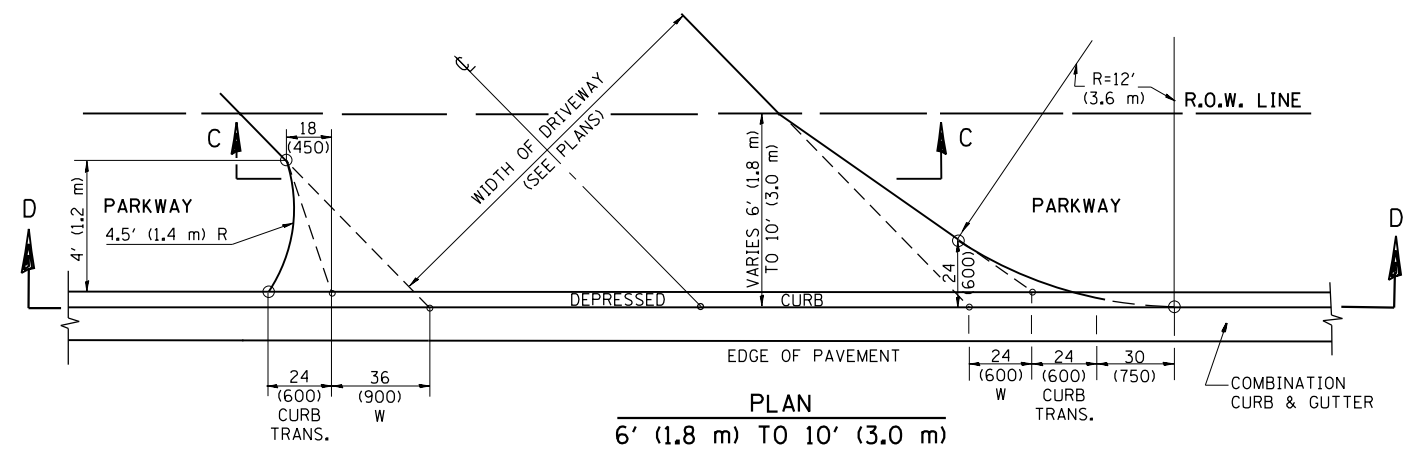 ℄
R=12'
(3.6 m)
R.O.W. LINE
C
18
(450)
WIDTH OF DRIVEWAY
(SEE PLANS)
VARIES 6' (1.8 m)
TO 10' (3.0 m)
C
D
4' (1.2 m)
PARKWAY
4.5' (1.4 m) R
PARKWAY
D
24
(600)
DEPRESSED CURB
EDGE OF PAVEMENT
24
(600)
CURB
TRANS.
36
(900)
W
24
(600)
W
24
(600)
CURB
TRANS.
30
(750)
COMBINATION
CURB & GUTTER
PLAN
6' (1.8 m) TO 10' (3.0 m)